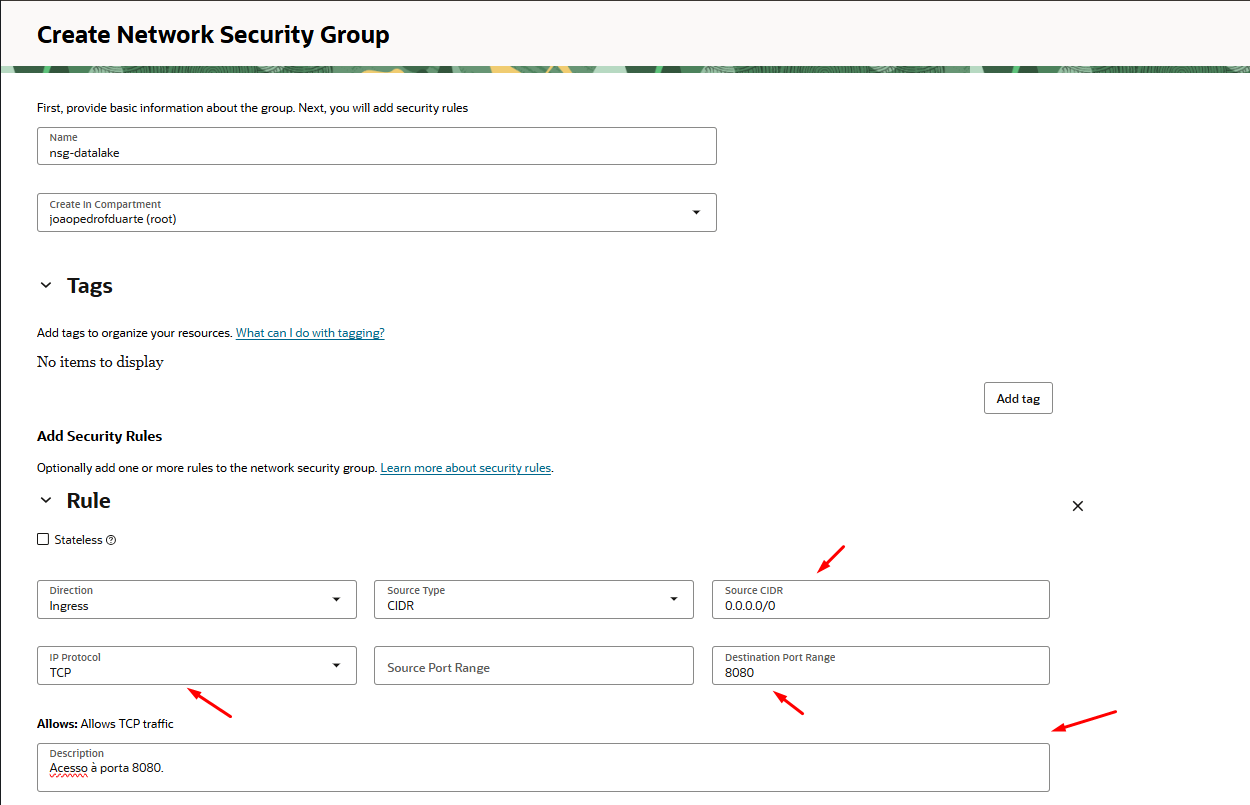 Create Network Security Group
First, provide basic information about the group. Next, you will add security rules
Name
nsg-datalake
Create In Compartment
joaopedrofduarte (root)
Tags
Add tags to organize your resources. What can I do with tagging?
No items to display
Add tag
Add Security Rules
Optionally add one or more rules to the network security group. Learn more about security rules.
Rule
Stateless
Direction
Ingress
Source Type
CIDR
Source CIDR
0.0.0.0/0
IP Protocol
TCP
Source Port Range
Destination Port Range
8080
Allows: Allows TCP traffic
Description
Acesso à porta 8080.